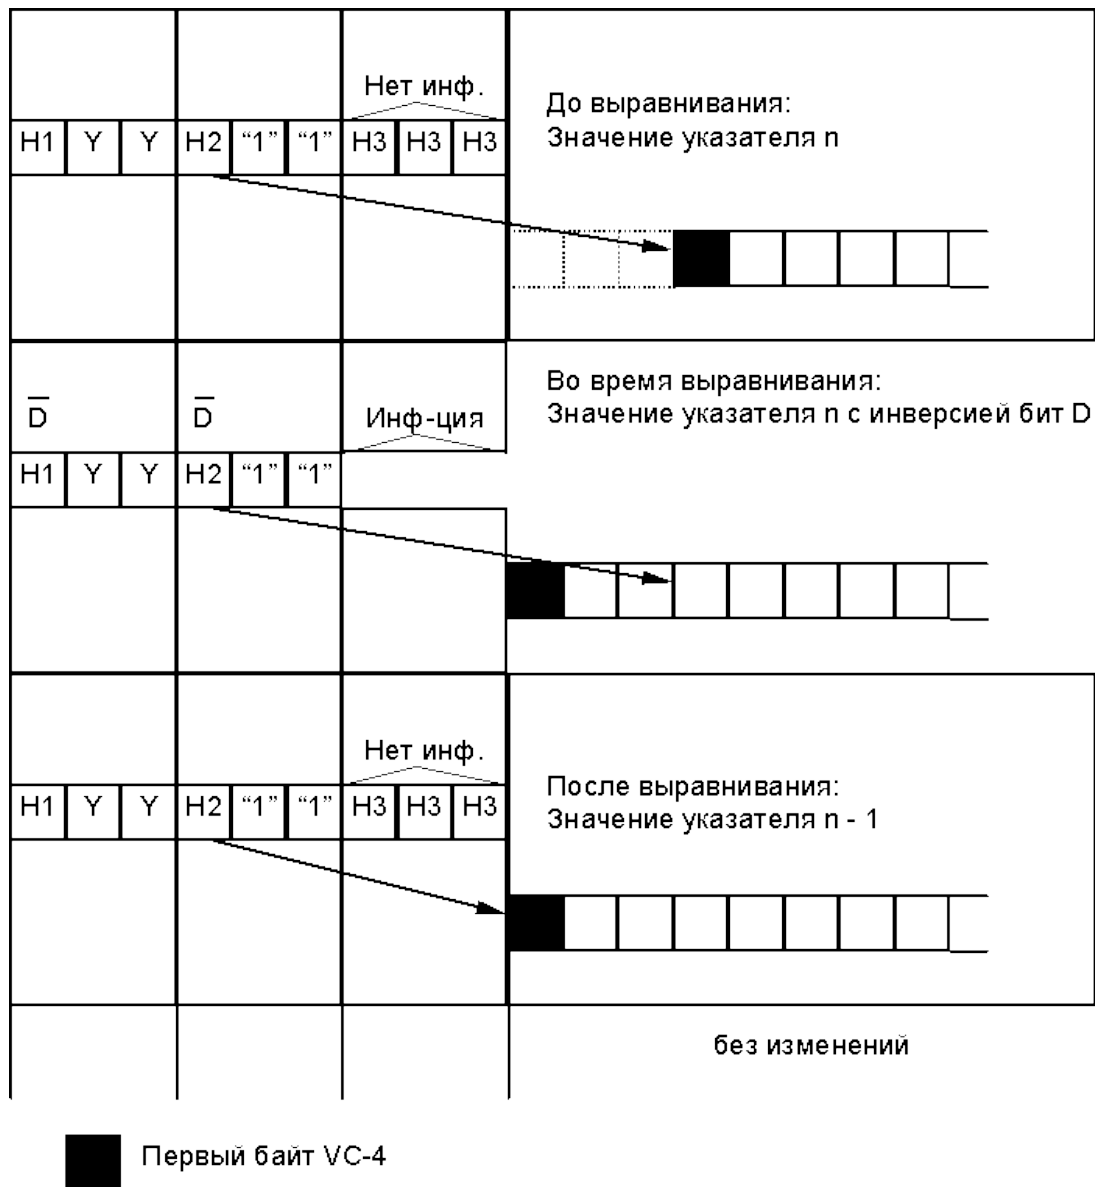 Нет инф.
До выравнивания:
Значение указателя n
H1 Y Y H2 “1” “1” H3 H3 H3
Во время выравнивания:
Значение указателя n с инверсией бит D
D̅ D̅ Инф-ция
H1 Y Y H2 “1” “1”
Нет инф.
После выравнивания:
Значение указателя n - 1
H1 Y Y H2 “1” “1” H3 H3 H3
без изменений
Первый байт VC-4